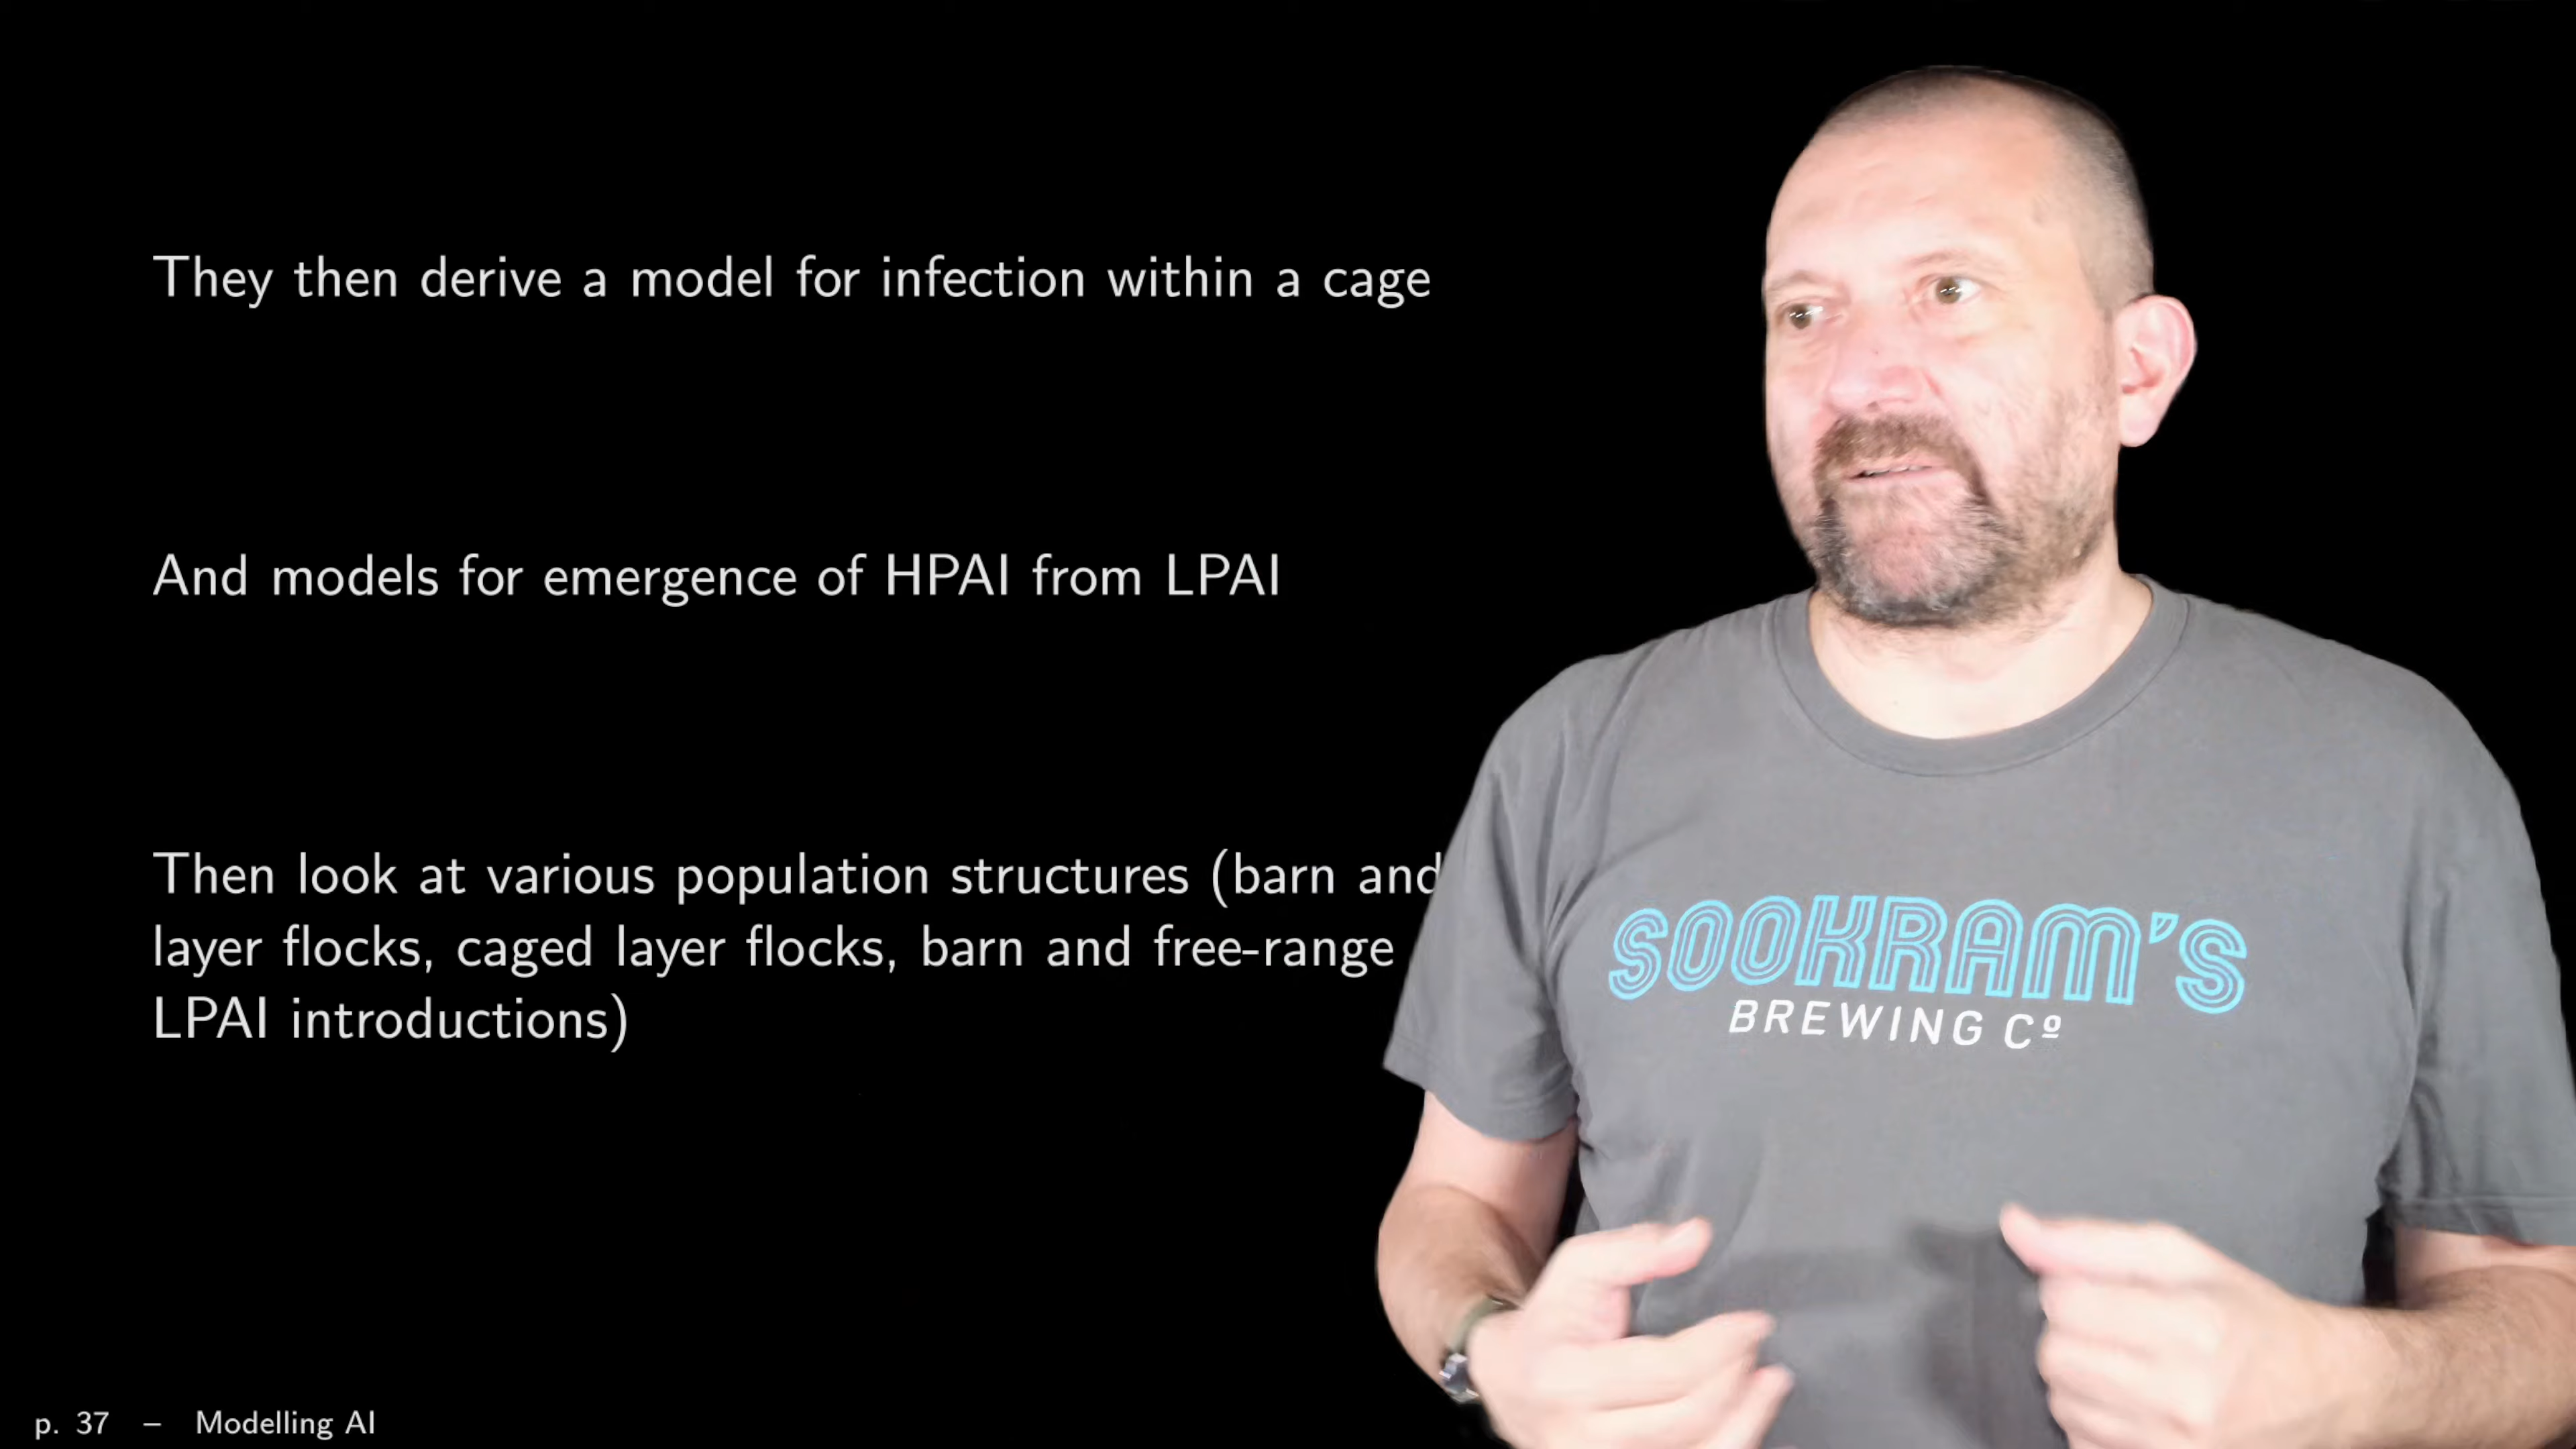 They then derive a model for infection within a cage
And models for emergence of HPAI from LPAI
Then look at various population structures (barn and
layer flocks, caged layer flocks, barn and free-range
LPAI introductions)
SOOKRAM'S
BREWING Cº
p. 37 – Modelling AI